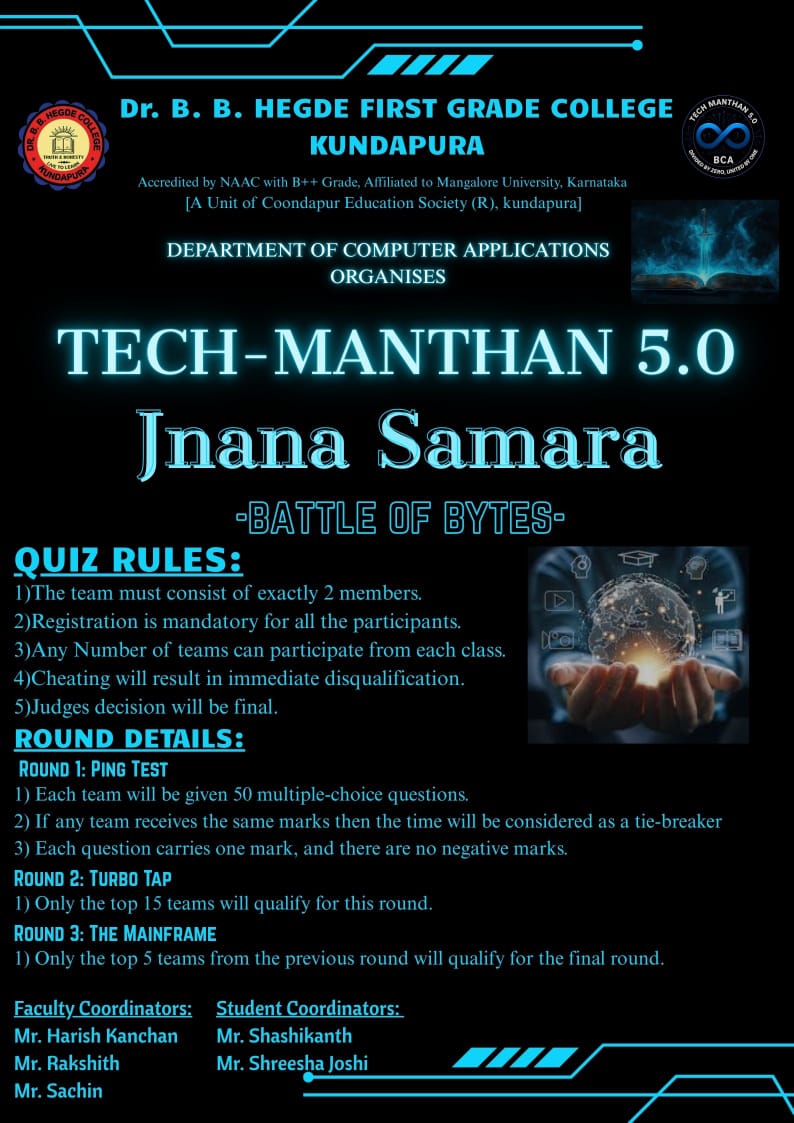 Dr. B. B. HEGDE FIRST GRADE COLLEGE
KUNDAPURA
DR. B. B. HEGDE COLLEGE
TRUTH & HONESTY
LIVE TO LEARN
KUNDAPURA
TECH MANTHAN 5.0
BCA
DIVIDED BY ZERO, UNITED BY ONE
Accredited by NAAC with B++ Grade, Affiliated to Mangalore University, Karnataka
[A Unit of Coondapur Education Society (R), kundapura]
DEPARTMENT OF COMPUTER APPLICATIONS
ORGANISES
TECH-MANTHAN 5.0
Jnana Samara
-BATTLE OF BYTES-
QUIZ RULES:
1)The team must consist of exactly 2 members.
2)Registration is mandatory for all the participants.
3)Any Number of teams can participate from each class.
4)Cheating will result in immediate disqualification.
5)Judges decision will be final.
ROUND DETAILS:
Round 1: Ping Test
1) Each team will be given 50 multiple-choice questions.
2) If any team receives the same marks then the time will be considered as a tie-breaker
3) Each question carries one mark, and there are no negative marks.
Round 2: Turbo Tap
1) Only the top 15 teams will qualify for this round.
Round 3: The Mainframe
1) Only the top 5 teams from the previous round will qualify for the final round.
Faculty Coordinators:
Mr. Harish Kanchan
Mr. Rakshith
Mr. Sachin
Student Coordinators:
Mr. Shashikanth
Mr. Shreesha Joshi